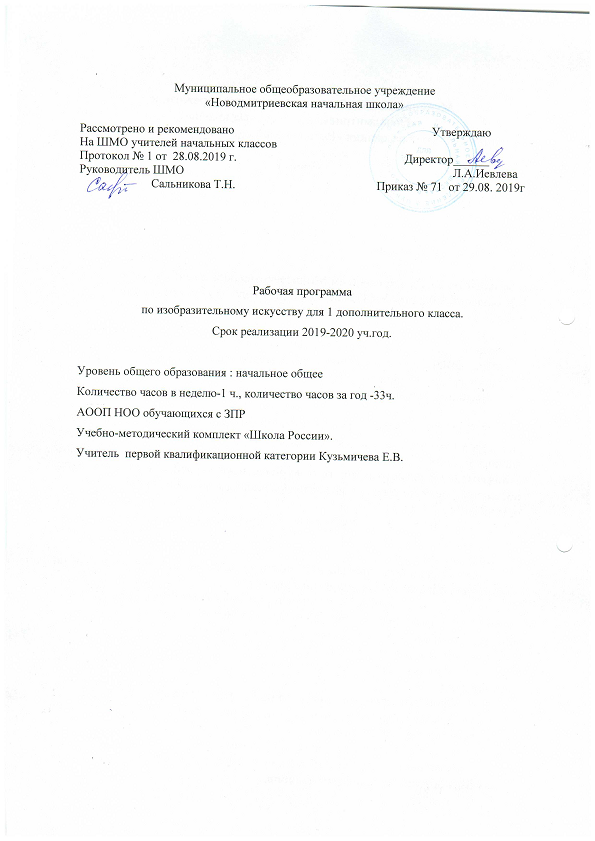 Муниципальное общеобразовательное учреждение
«Новодмитриевская начальная школа»
Рассмотрено и рекомендовано
На ШМО учителей начальных классов
Протокол № 1 от 28.08.2019 г.
Руководитель ШМО
Сальникова Т.Н.
Утверждаю
Директор______
Л.А.Иевлева
Приказ № 71 от 29.08. 2019г
Рабочая программа
по изобразительному искусству для 1 дополнительного класса.
Срок реализации 2019-2020 уч.год.
Уровень общего образования : начальное общее
Количество часов в неделю-1 ч., количество часов за год -33ч.
АООП НОО обучающихся с ЗПР
Учебно-методический комплект «Школа России».
Учитель первой квалификационной категории Кузьмичева Е.В.